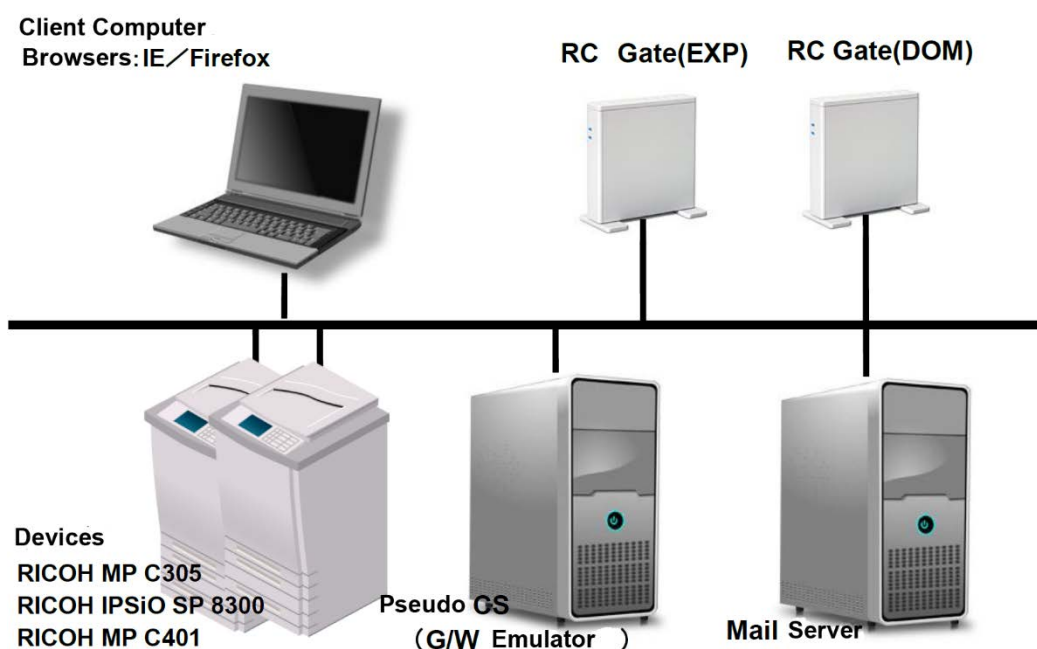 Client Computer
Browsers:IE／Firefox
RC Gate(EXP)
RC Gate(DOM)
Devices
RICOH MP C305
RICOH IPSiO SP 8300
RICOH MP C401
Pseudo CS
（G/W Emulator ）
Mail Server